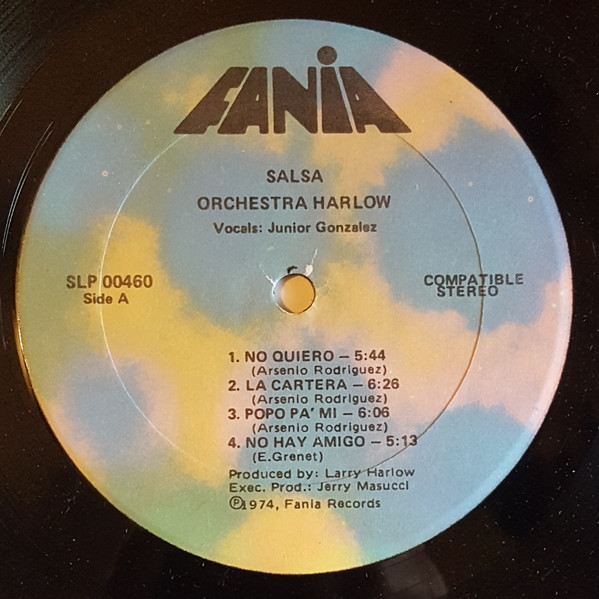 FANIA
SALSA
ORCHESTRA HARLOW
Vocals: Junior Gonzalez
SLP 00460
Side A
COMPATIBLE
STEREO
1. NO QUIERO – 5:44
(Arsenio Rodriguez)
2. LA CARTERA – 6:26
(Arsenio Rodriguez)
3. POPO PA' MI – 6:06
(Arsenio Rodriguez)
4. NO HAY AMIGO – 5:13
(E.Grenet)
Produced by: Larry Harlow
Exec. Prod.: Jerry Masucci
Ⓟ1974, Fania Records